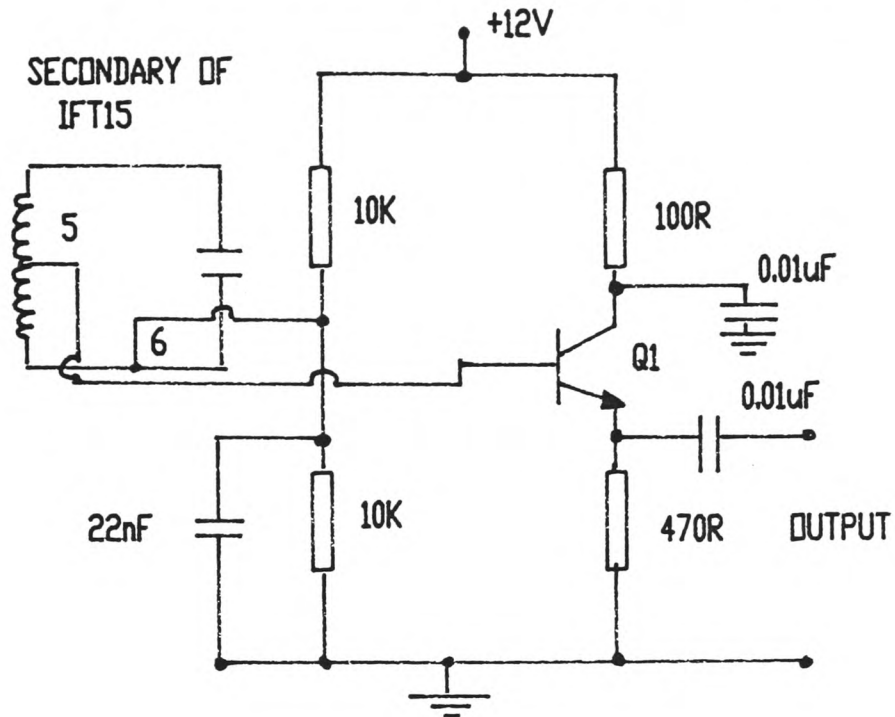 +12V
SECONDARY OF
IFT15
5
10K
100R
0.01uF
6
Q1
0.01uF
22nF
10K
470R
OUTPUT